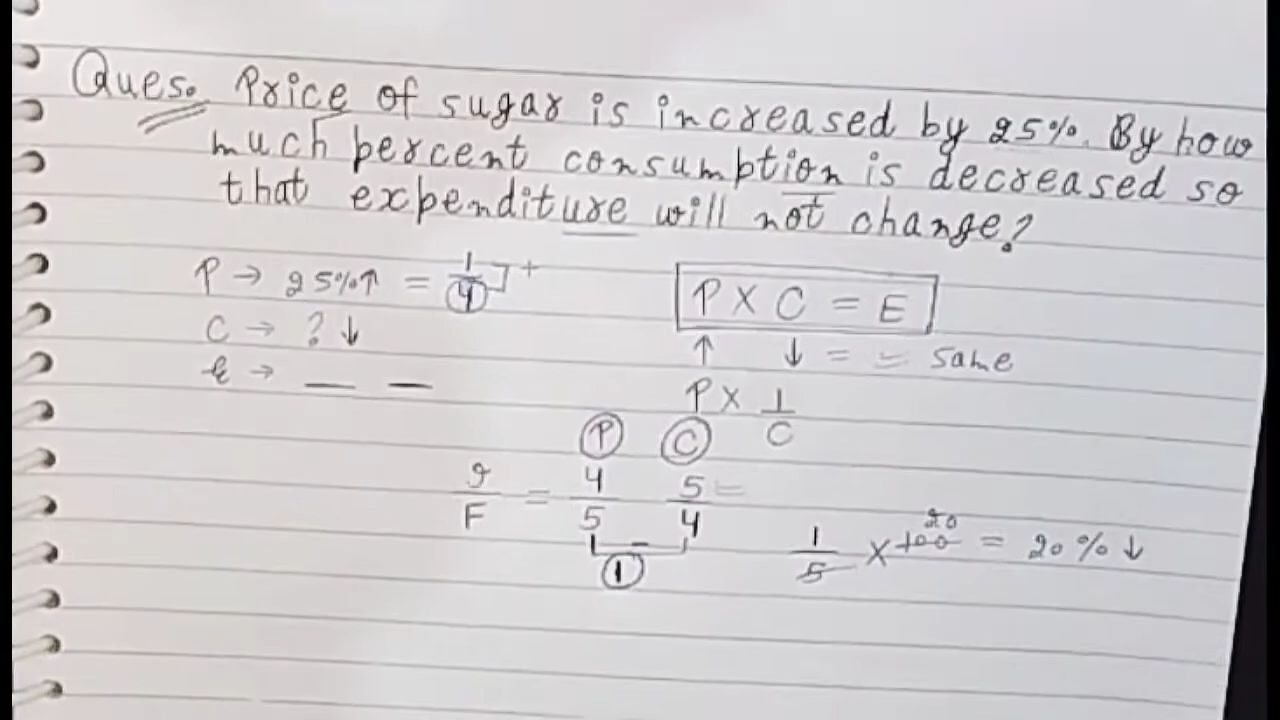 Ques. Price of sugar is increased by 25%. By how
much percent consumption is decreased so
that expenditure will not change?
P → 25%↑ = 1/4 +
P X C = E
C → ? ↓
↑ ↓ = = same
E → — —
P X 1/C
P C
I/F = 4/5 5/4 =
1
1/5 X 100 20 = 20%↓